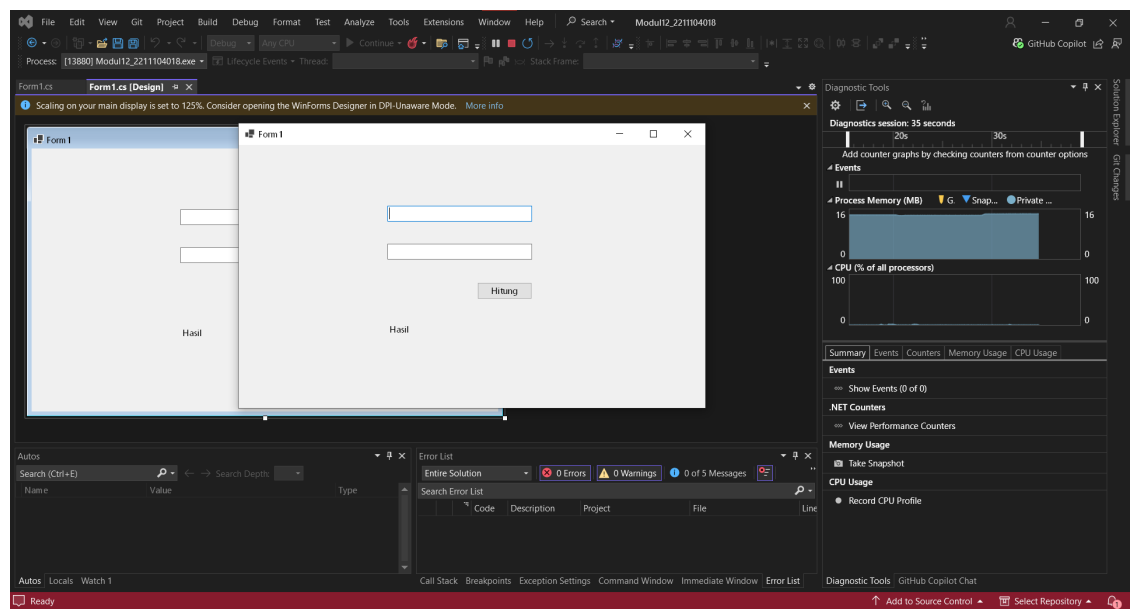 File Edit View Git Project Build Debug Format Test Analyze Tools Extensions Window Help Search Modul12_2211104018
Debug Any CPU Continue GitHub Copilot
Process: [13880] Modul12_2211104018.exe Lifecycle Events Thread: Stack Frame:
Form1.cs Form1.cs [Design]
Scaling on your main display is set to 125%. Consider opening the WinForms Designer in DPI-Unaware Mode. More info
Form1
Hasil
Form1
Hitung
Hasil
Diagnostic Tools
Diagnostics session: 35 seconds
20s 30s
Add counter graphs by checking counters from counter options
Events
Process Memory (MB) G. Snap... Private ...
16 16
0 0
CPU (% of all processors)
100 100
0 0
Summary Events Counters Memory Usage CPU Usage
Events
Show Events (0 of 0)
.NET Counters
View Performance Counters
Memory Usage
Take Snapshot
CPU Usage
Record CPU Profile
Solution Explorer
Git Changes
Autos
Search (Ctrl+E) Search Depth:
Name Value Type
Autos Locals Watch 1
Error List
Entire Solution 0 Errors 0 Warnings 0 of 5 Messages
Search Error List
Code Description Project File Line
Call Stack Breakpoints Exception Settings Command Window Immediate Window Error List
Diagnostic Tools GitHub Copilot Chat
Ready Add to Source Control Select Repository